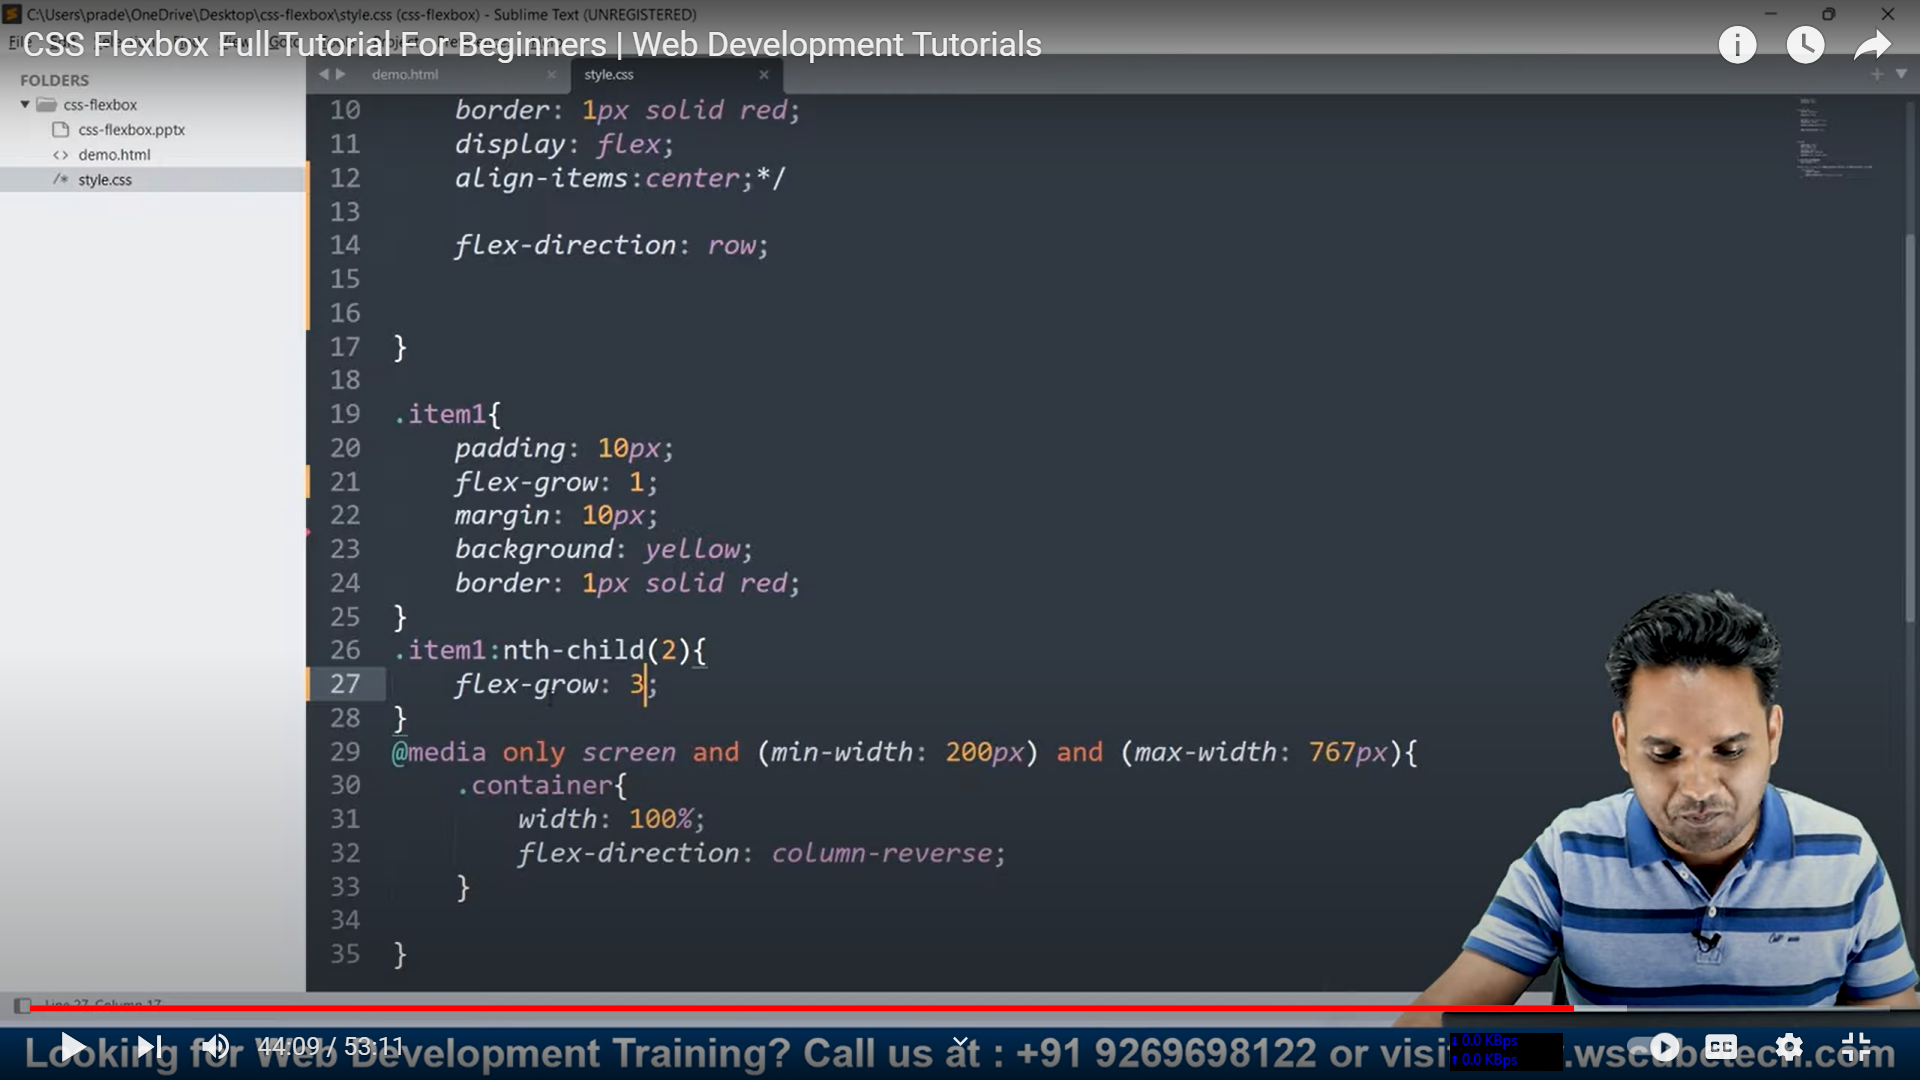 C:\Users\prade\OneDrive\Desktop\css-flexbox\style.css (css-flexbox) - Sublime Text (UNREGISTERED)
CSS Flexbox Full Tutorial For Beginners | Web Development Tutorials
FOLDERS
css-flexbox
css-flexbox.pptx
<> demo.html
/* style.css
demo.html
style.css
10 border: 1px solid red;
11 display: flex;
12 align-items:center;*/
13
14 flex-direction: row;
15
16
17 }
18
19 .item1{
20 padding: 10px;
21 flex-grow: 1;
22 margin: 10px;
23 background: yellow;
24 border: 1px solid red;
25 }
26 .item1:nth-child(2){
27 flex-grow: 3;
28 }
29 @media only screen and (min-width: 200px) and (max-width: 767px){
30 .container{
31 width: 100%;
32 flex-direction: column-reverse;
33 }
34
35 }
Line 27, Column 17
44:09 / 53:11
Looking for Web Development Training? Call us at : +91 9269698122 or visi .wscubetech.com
0.0 KBps
0.0 KBps
CC